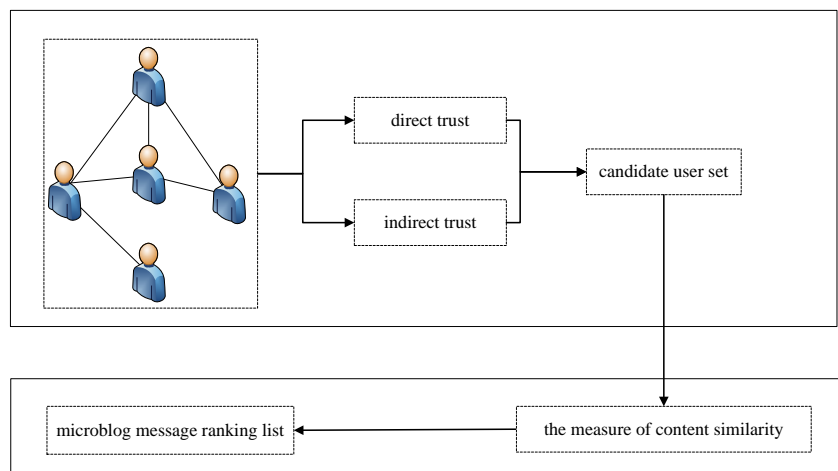 direct trust
candidate user set
indirect trust
microblog message ranking list
the measure of content similarity